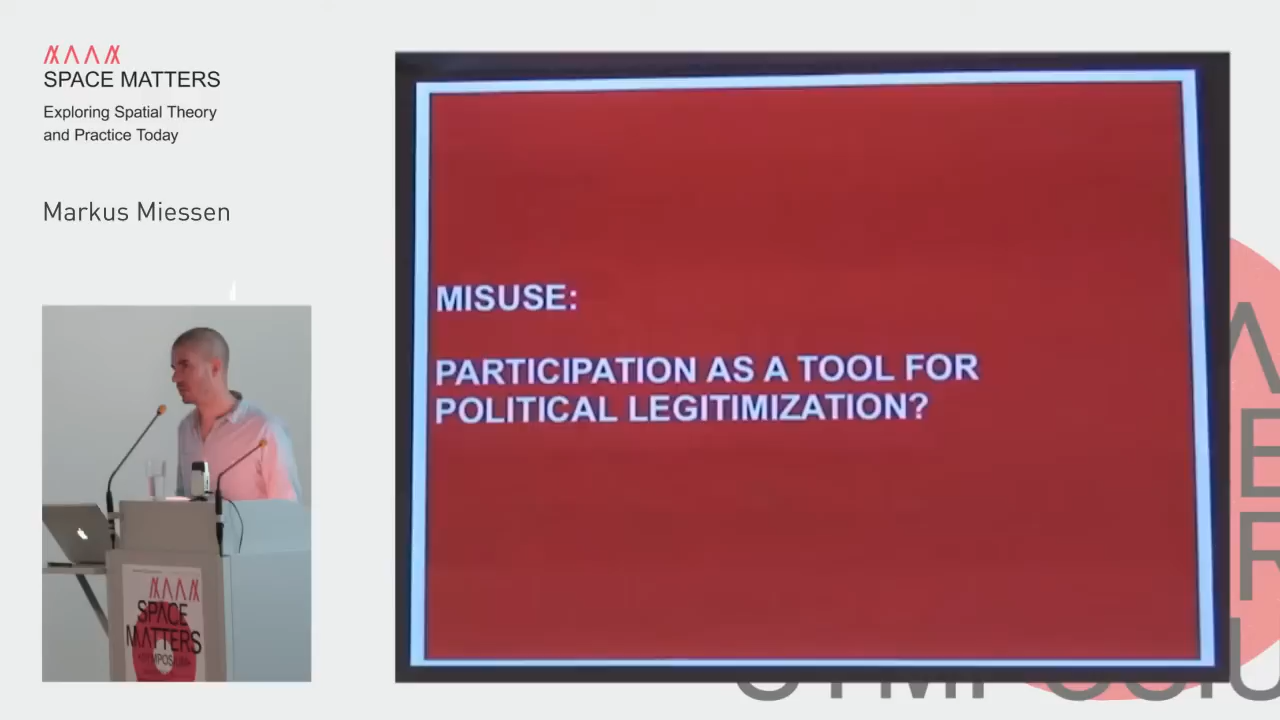 SPACE MATTERS
Exploring Spatial Theory
and Practice Today
Markus Miessen
MISUSE:
PARTICIPATION AS A TOOL FOR
POLITICAL LEGITIMIZATION?
SPACE
MATTERS
SYMPOSIUM